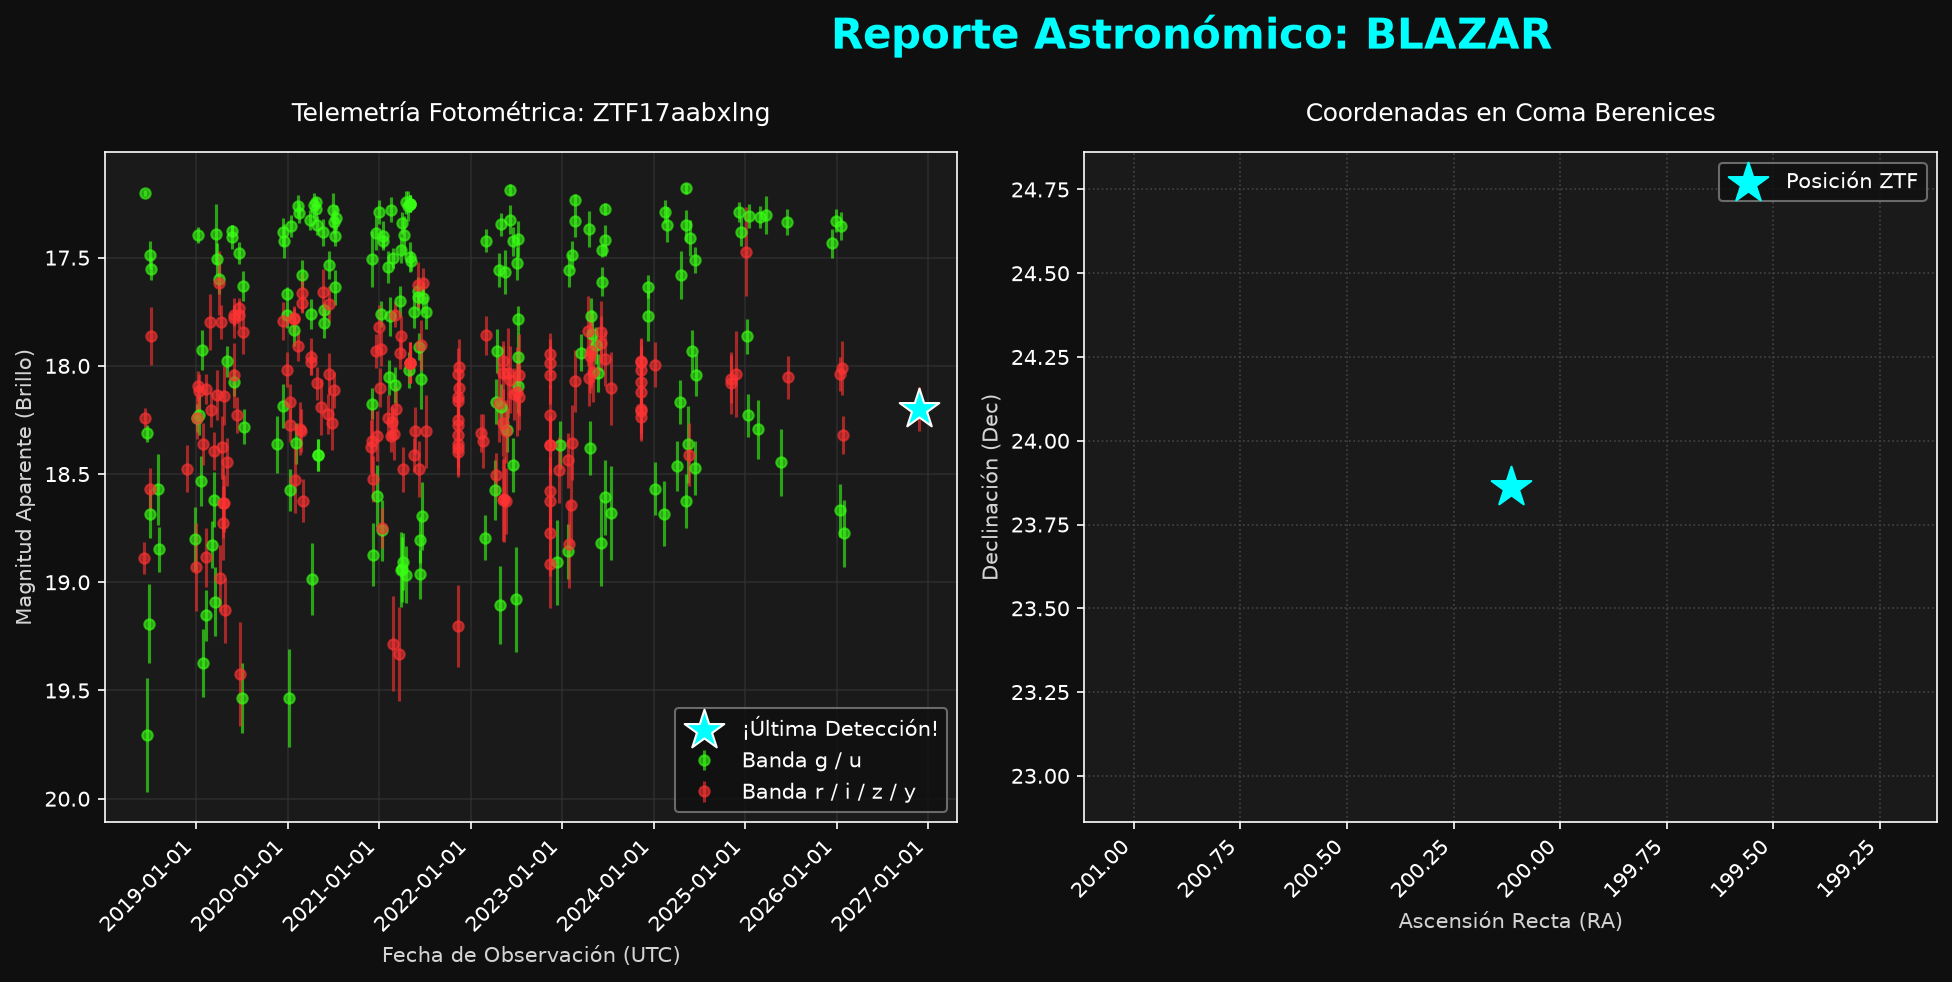 Reporte Astronómico: BLAZAR
Telemetría Fotométrica: ZTF17aabxlng
Magnitud Aparente (Brillo)
17.5
18.0
18.5
19.0
19.5
20.0
¡Última Detección!
Banda g / u
Banda r / i / z / y
2019-01-01
2020-01-01
2021-01-01
2022-01-01
2023-01-01
2024-01-01
2025-01-01
2026-01-01
2027-01-01
Fecha de Observación (UTC)
Coordenadas en Coma Berenices
Declinación (Dec)
24.75
24.50
24.25
24.00
23.75
23.50
23.25
23.00
Posición ZTF
201.00
200.75
200.50
200.25
200.00
199.75
199.50
199.25
Ascensión Recta (RA)